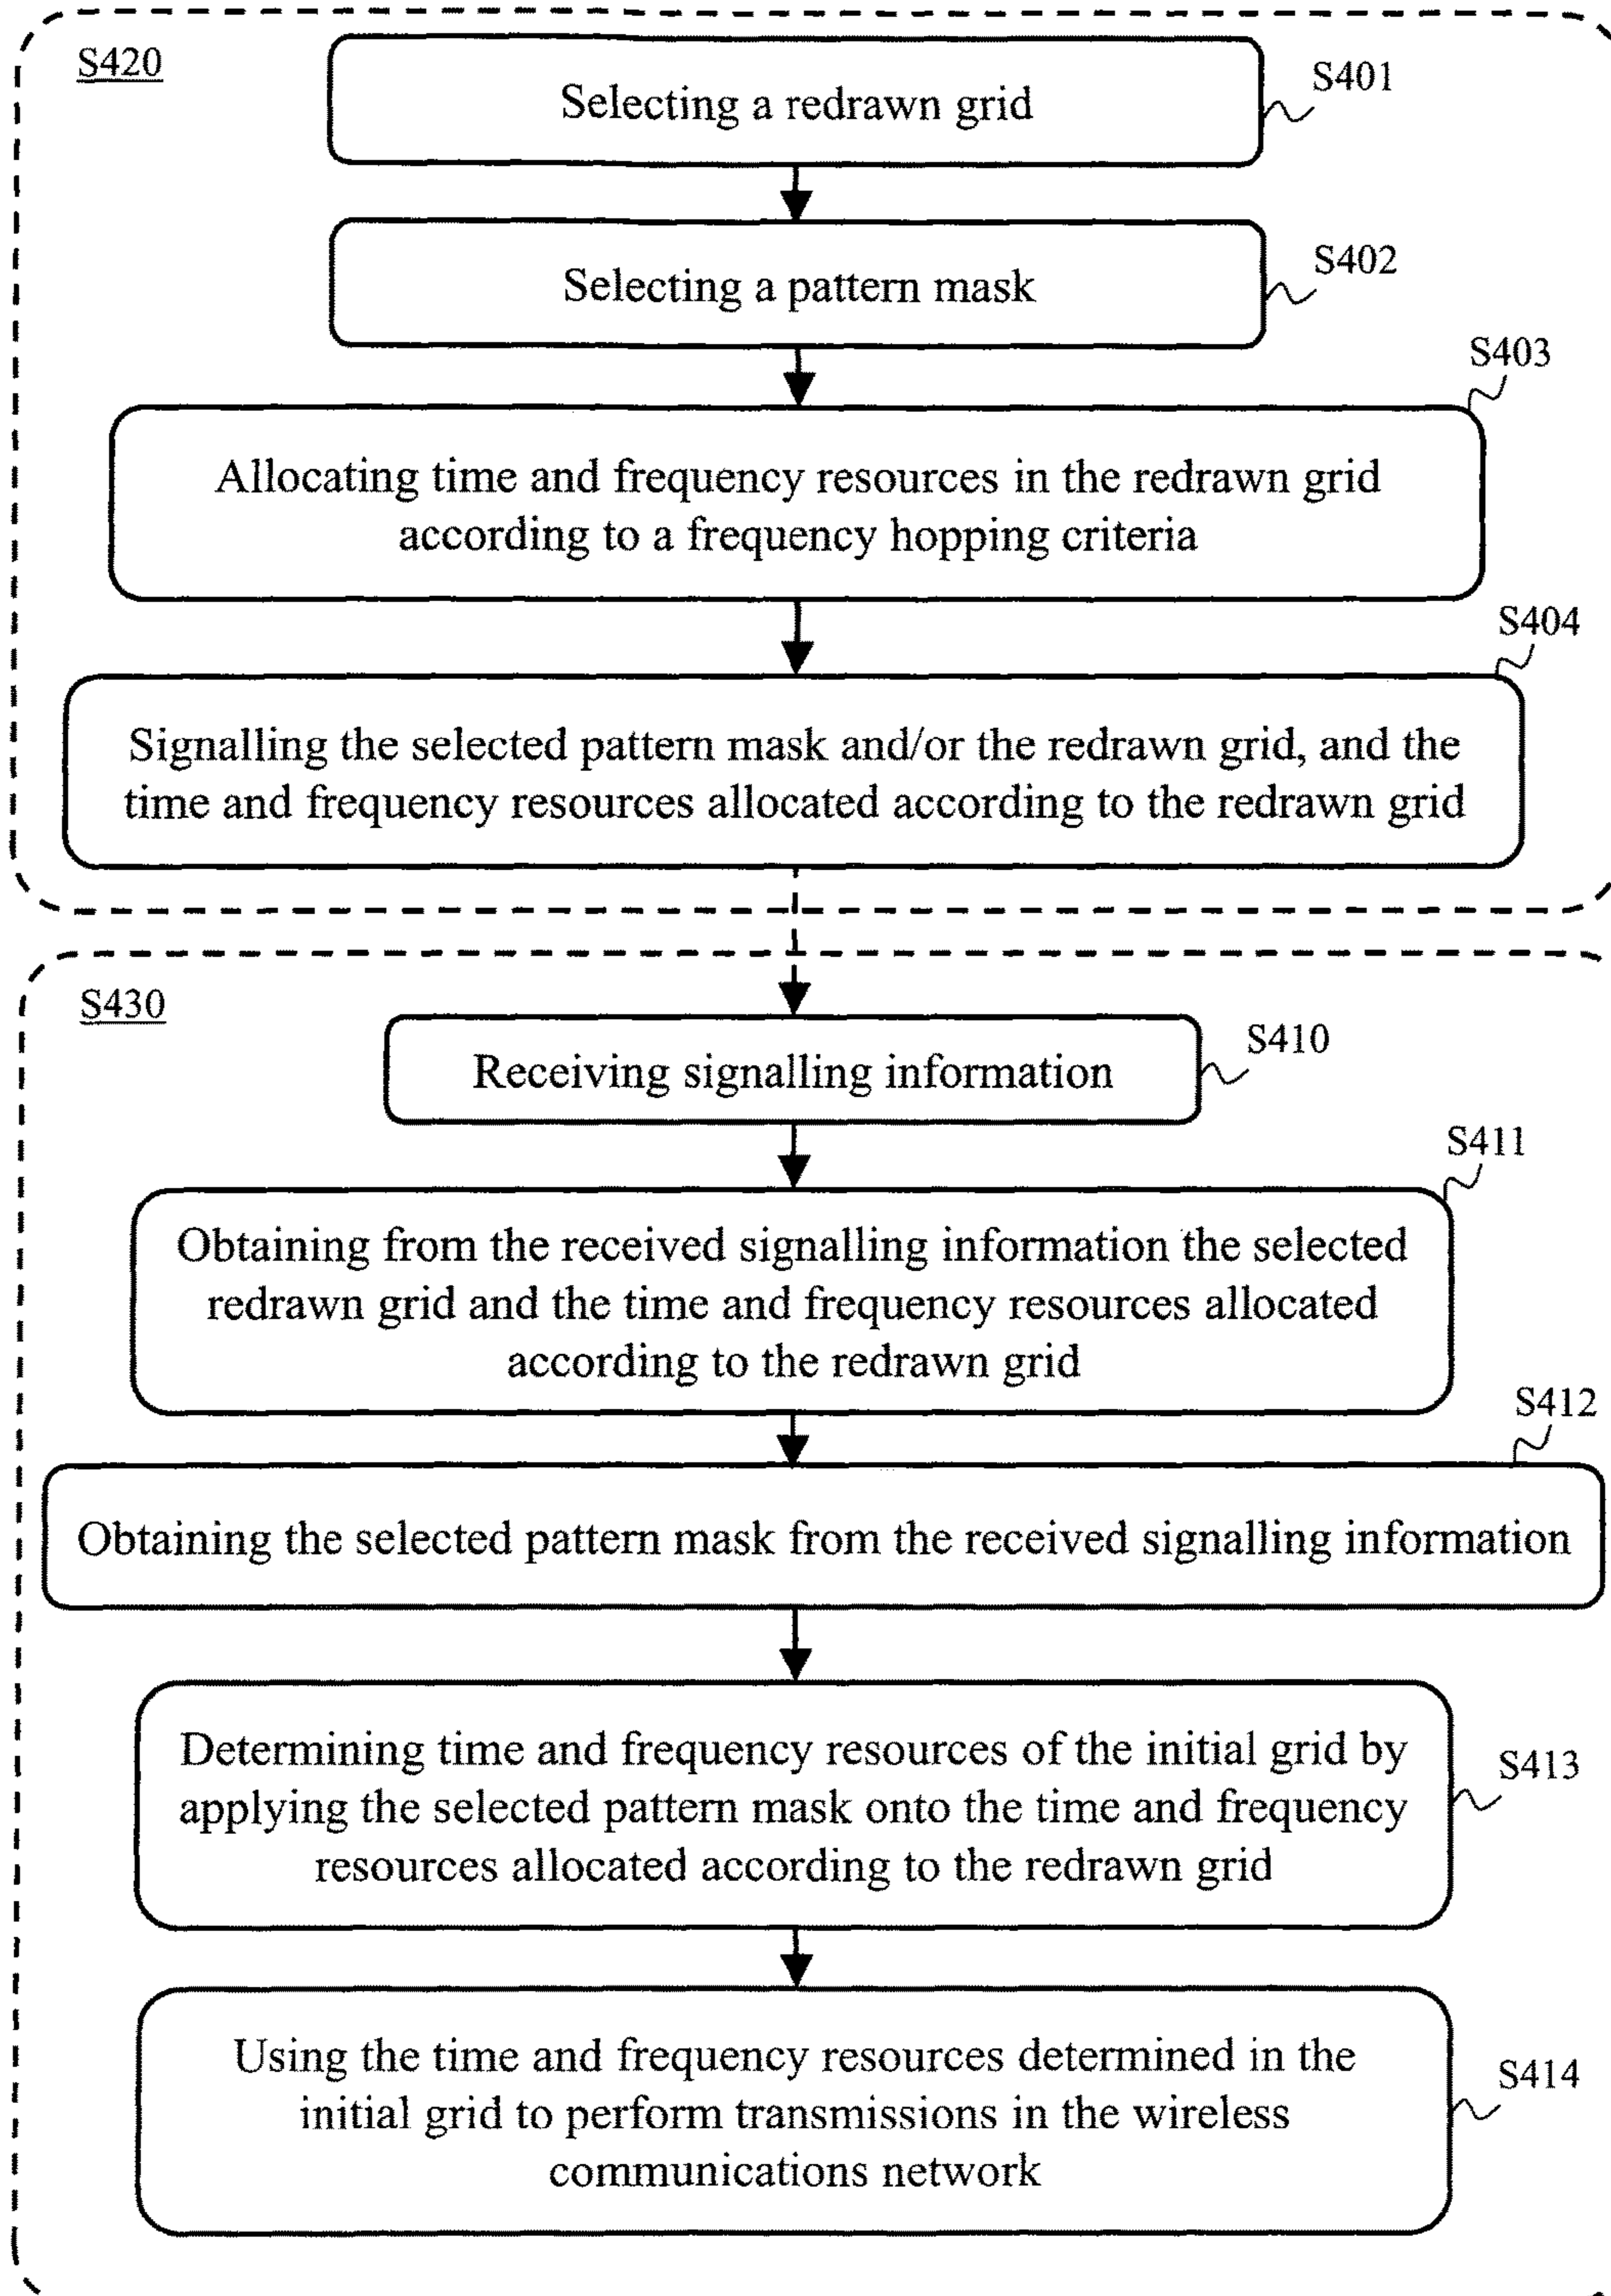 S420
Selecting a redrawn grid
S401
Selecting a pattern mask
S402
S403
Allocating time and frequency resources in the redrawn grid
according to a frequency hopping criteria
S404
Signalling the selected pattern mask and/or the redrawn grid, and the
time and frequency resources allocated according to the redrawn grid
S430
Receiving signalling information
S410
S411
Obtaining from the received signalling information the selected
redrawn grid and the time and frequency resources allocated
according to the redrawn grid
S412
Obtaining the selected pattern mask from the received signalling information
Determining time and frequency resources of the initial grid by
applying the selected pattern mask onto the time and frequency
resources allocated according to the redrawn grid
S413
Using the time and frequency resources determined in the
initial grid to perform transmissions in the wireless
communications network
S414